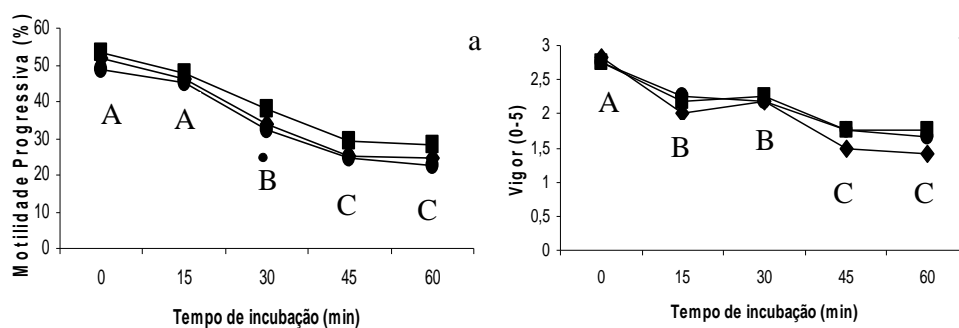 Motilidade Progressiva (%)
60
50
40
30
20
10
0
A
A
B
C
C
a
0 15 30 45 60
Tempo de incubação (min)
Vigor (0-5)
3
2,5
2
1,5
1
0,5
0
A
B
B
C
C
0 15 30 45 60
Tempo de incubação (min)